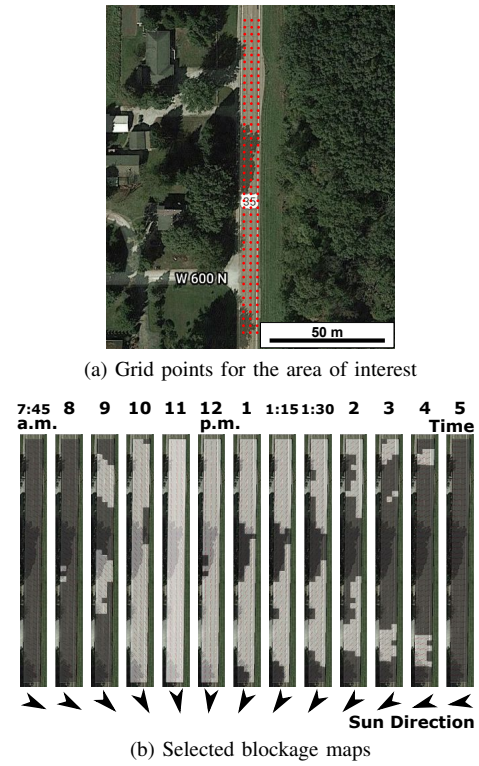 95
W 600 N
50 m
(a) Grid points for the area of interest
7:45 8 9 10 11 12 1 1:15 1:30 2 3 4 5
a.m. p.m. Time
Sun Direction
(b) Selected blockage maps